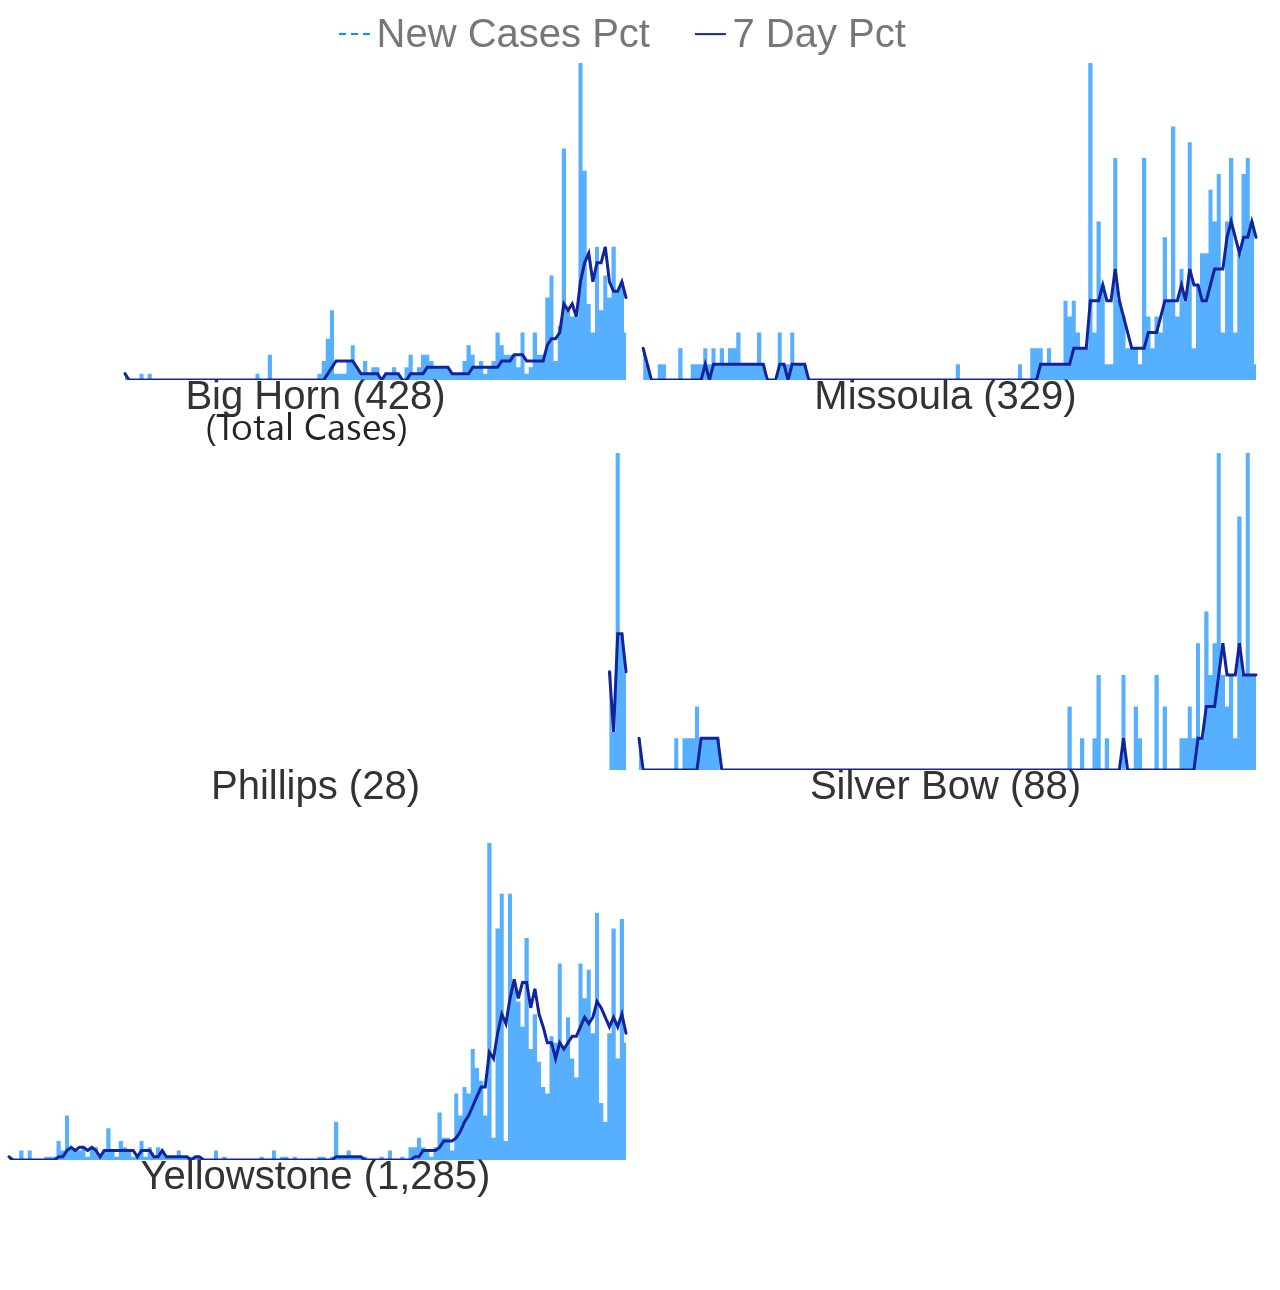 New Cases Pct 7 Day Pct
Big Horn (428) Missoula (329)
(Total Cases)
Phillips (28) Silver Bow (88)
Yellowstone (1,285)